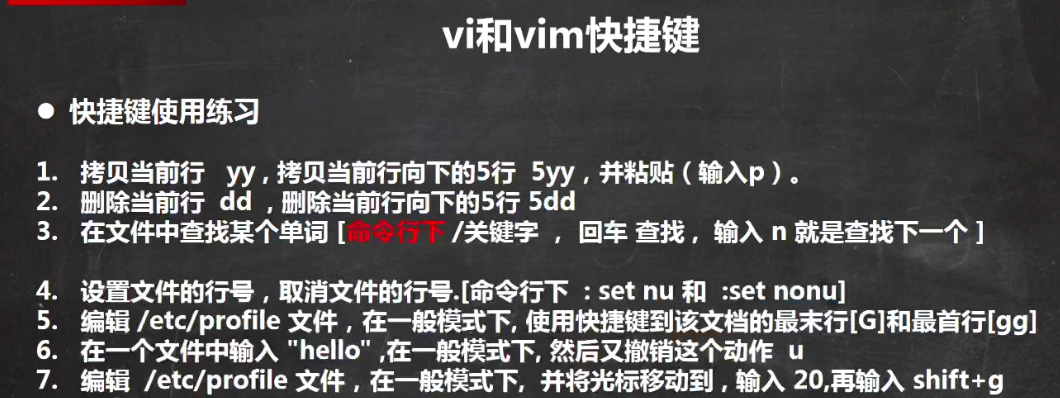 vi和vim快捷键
● 快捷键使用练习
1. 拷贝当前行 yy , 拷贝当前行向下的5行 5yy，并粘贴（输入p）。
2. 删除当前行 dd , 删除当前行向下的5行 5dd
3. 在文件中查找某个单词 [命令行下 /关键字 ， 回车 查找 , 输入 n 就是查找下一个 ]
4. 设置文件的行号，取消文件的行号.[命令行下 : set nu 和 :set nonu]
5. 编辑 /etc/profile 文件，在一般模式下, 使用快捷键到该文档的最末行[G]和最首行[gg]
6. 在一个文件中输入 "hello" ,在一般模式下, 然后又撤销这个动作 u
7. 编辑 /etc/profile 文件，在一般模式下, 并将光标移动到 , 输入 20,再输入 shift+g